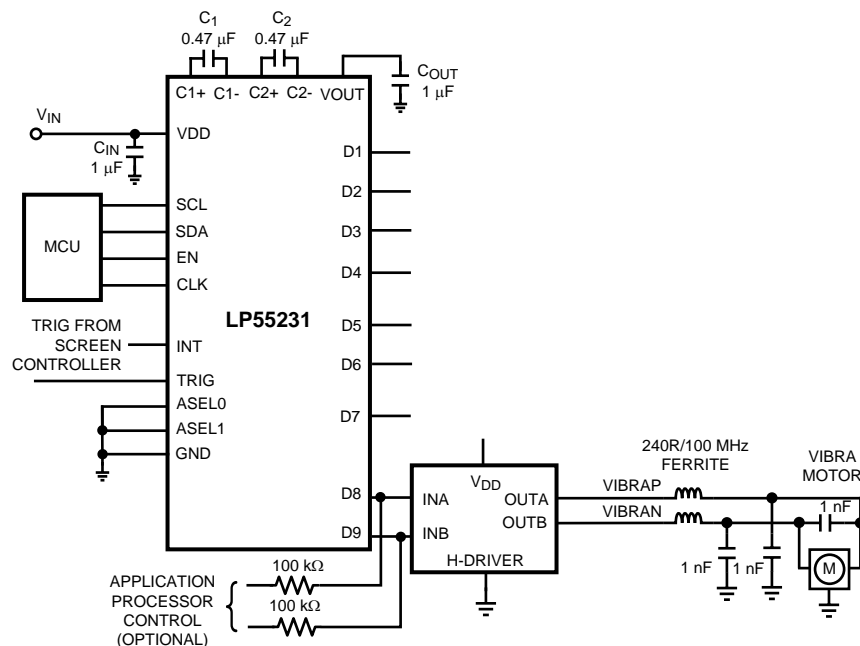 C1
0.47 µF
C2
0.47 µF
COUT
1 µF
C1+ C1- C2+ C2- VOUT
VIN
VDD
CIN
1 µF
D1
D2
D3
D4
D5
D6
D7
D8
D9
MCU
SCL
SDA
EN
CLK
LP55231
TRIG FROM
SCREEN
CONTROLLER
INT
TRIG
ASEL0
ASEL1
GND
VDD
INA
INB
OUTA
OUTB
H-DRIVER
240R/100 MHz
FERRITE
VIBRAP
VIBRAN
VIBRA
MOTOR
1 nF
1 nF
1 nF
M
APPLICATION
PROCESSOR
CONTROL
(OPTIONAL)
100 kΩ
100 kΩ